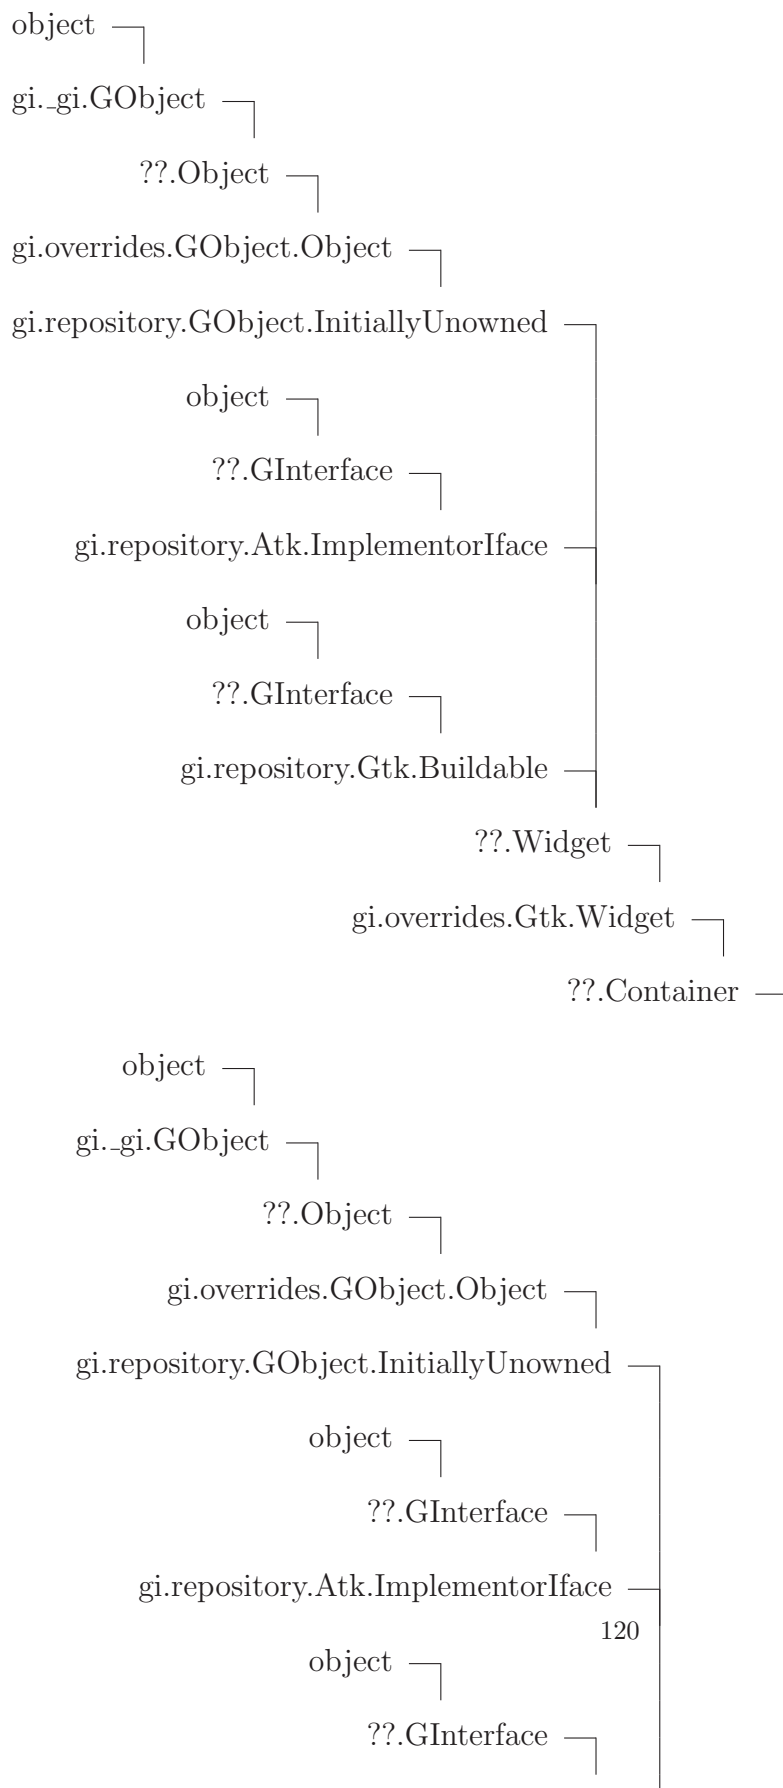 object
gi._gi.GObject
??.Object
gi.overrides.GObject.Object
gi.repository.GObject.InitiallyUnowned
object
??.GInterface
gi.repository.Atk.ImplementorIface
object
??.GInterface
gi.repository.Gtk.Buildable
??.Widget
gi.overrides.Gtk.Widget
??.Container
object
gi._gi.GObject
??.Object
gi.overrides.GObject.Object
gi.repository.GObject.InitiallyUnowned
object
??.GInterface
gi.repository.Atk.ImplementorIface
120
object
??.GInterface